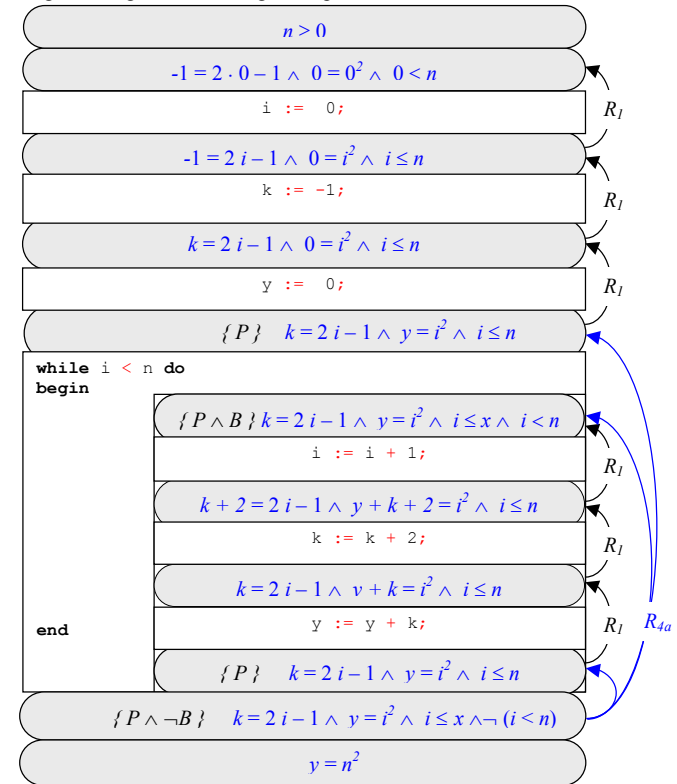 n > 0
-1 = 2 · 0 – 1 ∧ 0 = 0² ∧ 0 < n
i := 0;
R₁
-1 = 2 i – 1 ∧ 0 = i² ∧ i ≤ n
k := -1;
R₁
k = 2 i – 1 ∧ 0 = i² ∧ i ≤ n
y := 0;
R₁
{ P } k = 2 i – 1 ∧ y = i² ∧ i ≤ n
while i < n do
begin
{ P ∧ B } k = 2 i – 1 ∧ y = i² ∧ i ≤ x ∧ i < n
i := i + 1;
R₁
k + 2 = 2 i – 1 ∧ y + k + 2 = i² ∧ i ≤ n
k := k + 2;
R₁
k = 2 i – 1 ∧ y + k = i² ∧ i ≤ n
y := y + k;
end
R₁
R₄ₐ
{ P } k = 2 i – 1 ∧ y = i² ∧ i ≤ n
{ P ∧ ¬B } k = 2 i – 1 ∧ y = i² ∧ i ≤ x ∧¬ (i < n)
y = n²